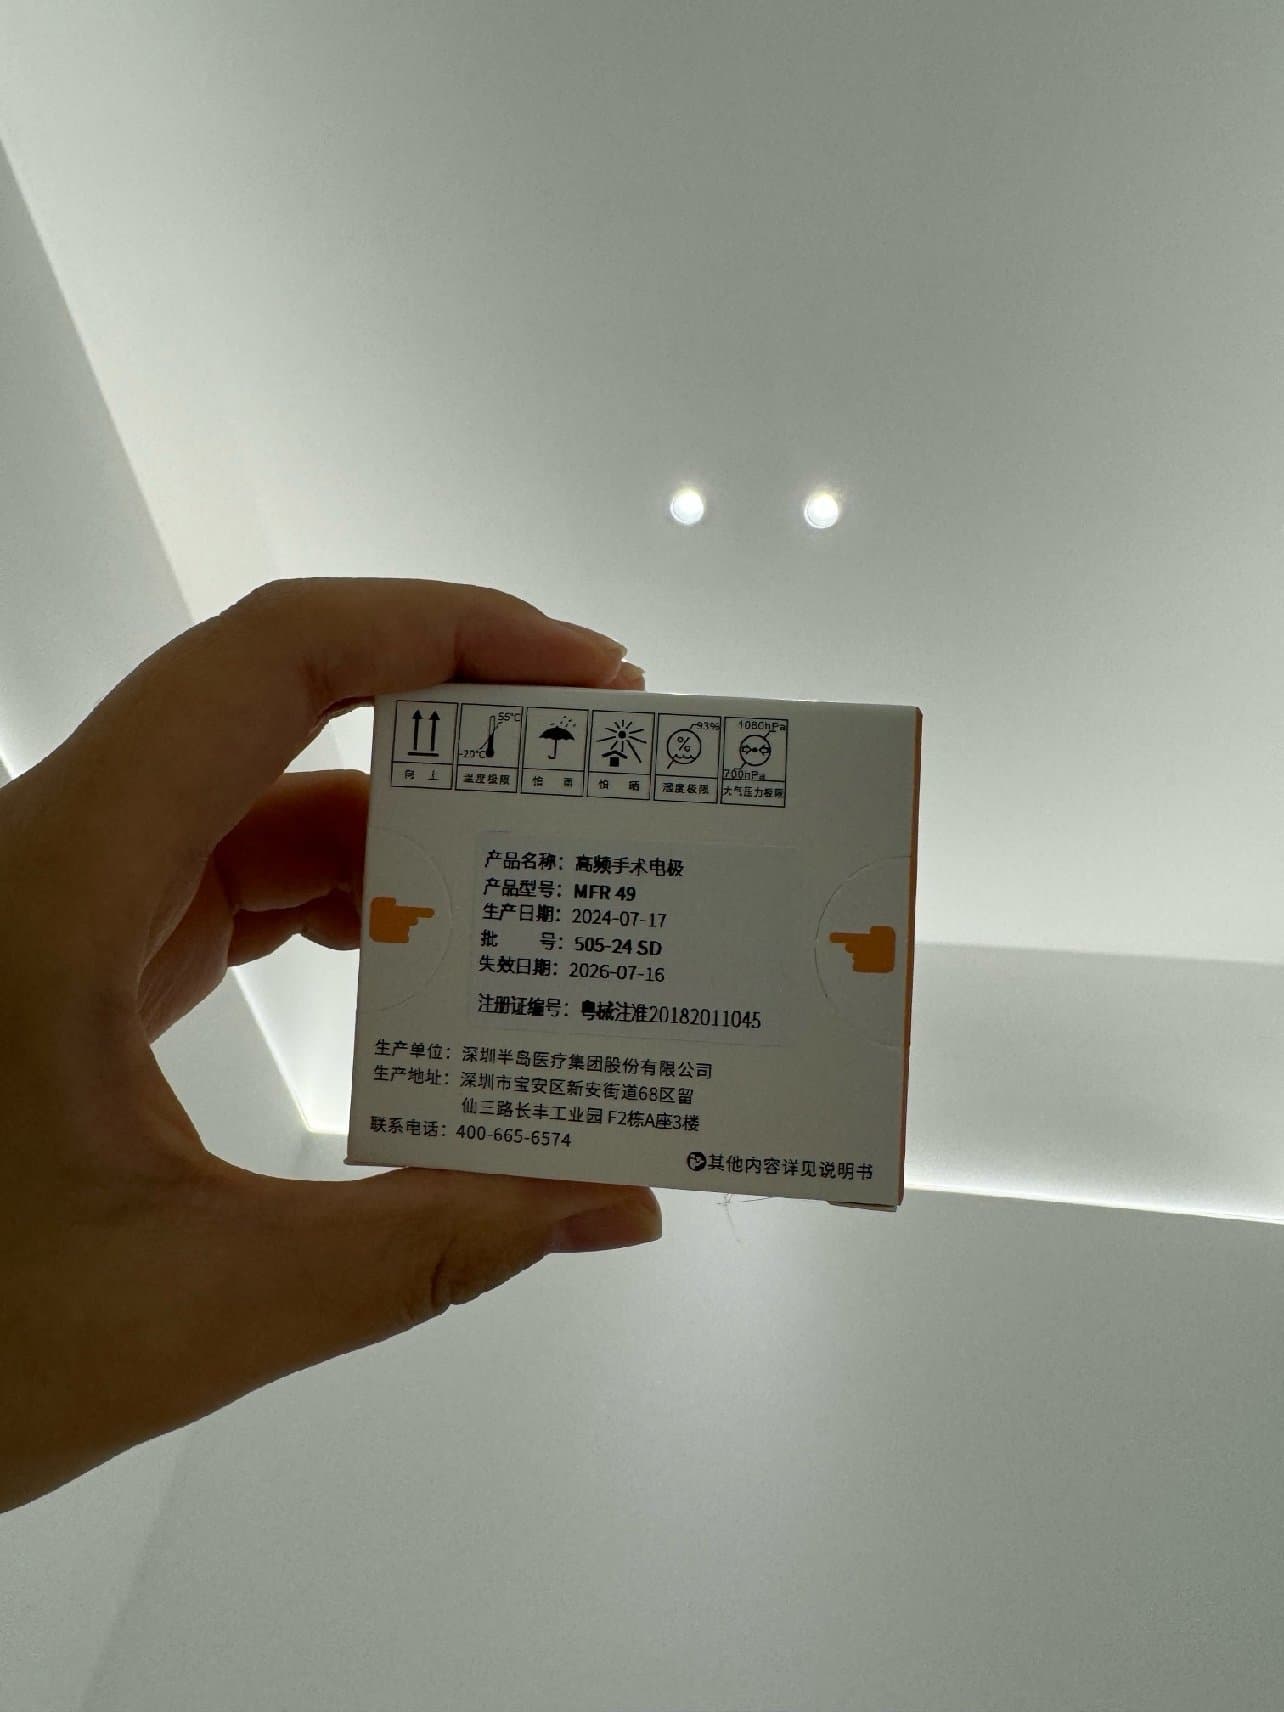 55°C
-20°C
93%
1060hPa
700hPa
向 上
温度极限
怕 雨
怕 晒
湿度极限
大气压力极限
产品名称：高频手术电极
产品型号：MFR 49
生产日期：2024-07-17
批 号：505-24 SD
失效日期：2026-07-16
注册证编号：粤械注准20182011045
生产单位：深圳半岛医疗集团股份有限公司
生产地址：深圳市宝安区新安街道68区留
仙三路长丰工业园 F2栋A座3楼
联系电话：400-665-6574
其他内容详见说明书